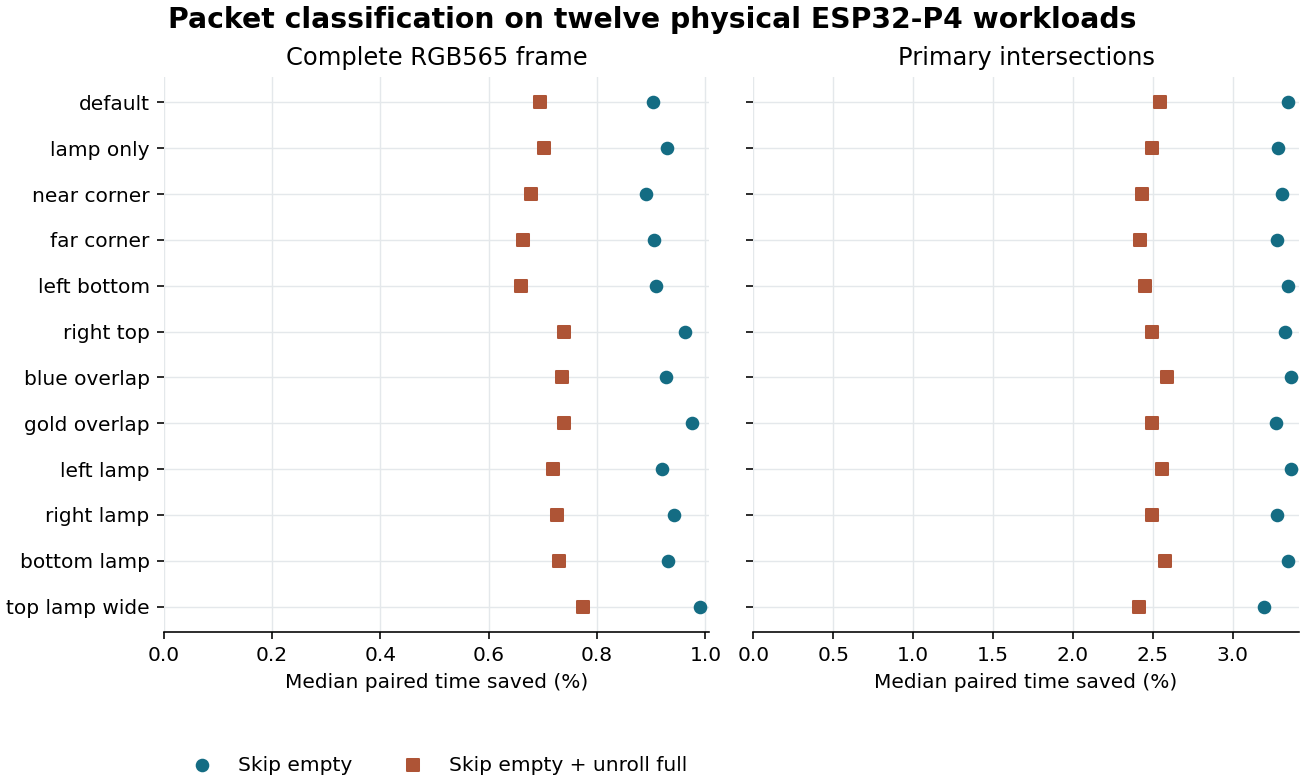 Packet classification on twelve physical ESP32-P4 workloads
Complete RGB565 frame
Primary intersections
default
lamp only
near corner
far corner
left bottom
right top
blue overlap
gold overlap
left lamp
right lamp
bottom lamp
top lamp wide
0.0 0.2 0.4 0.6 0.8 1.0
0.0 0.5 1.0 1.5 2.0 2.5 3.0
Median paired time saved (%)
Median paired time saved (%)
Skip empty
Skip empty + unroll full